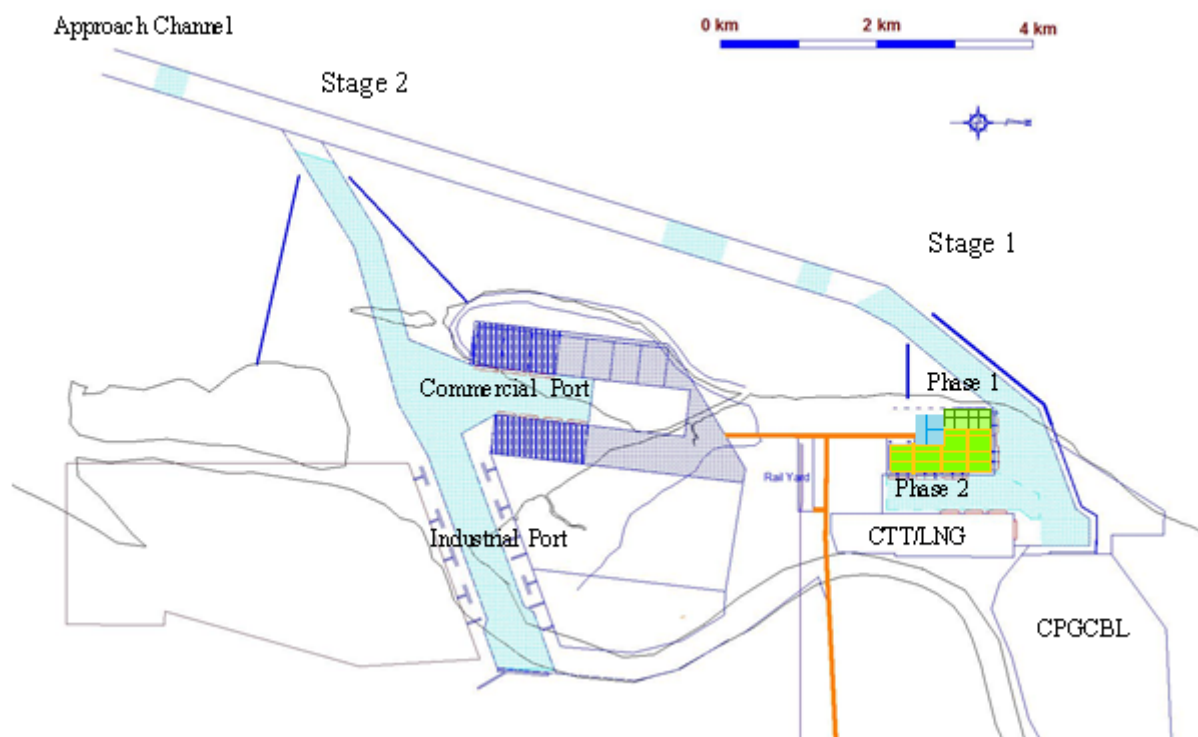 Approach Channel
0 km 2 km 4 km
Stage 2
Stage 1
Phase 1
Commercial Port
Rail Yard
Phase 2
Industrial Port
CTT/LNG
CPGCBL